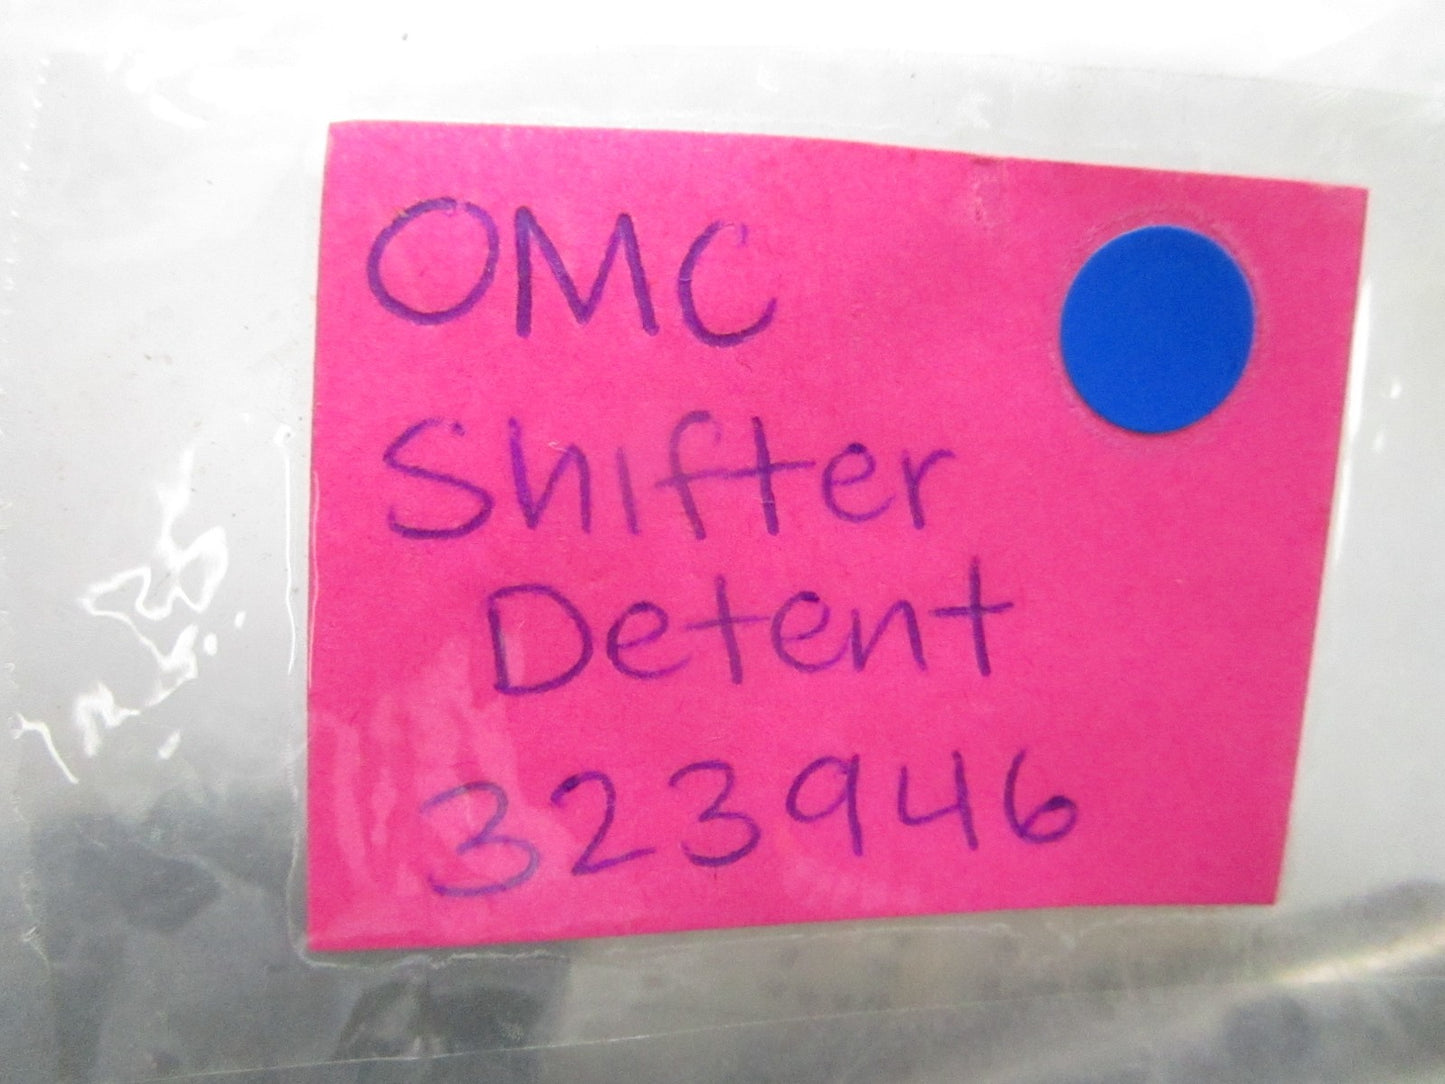 OMC
Shifter
Detent
323946